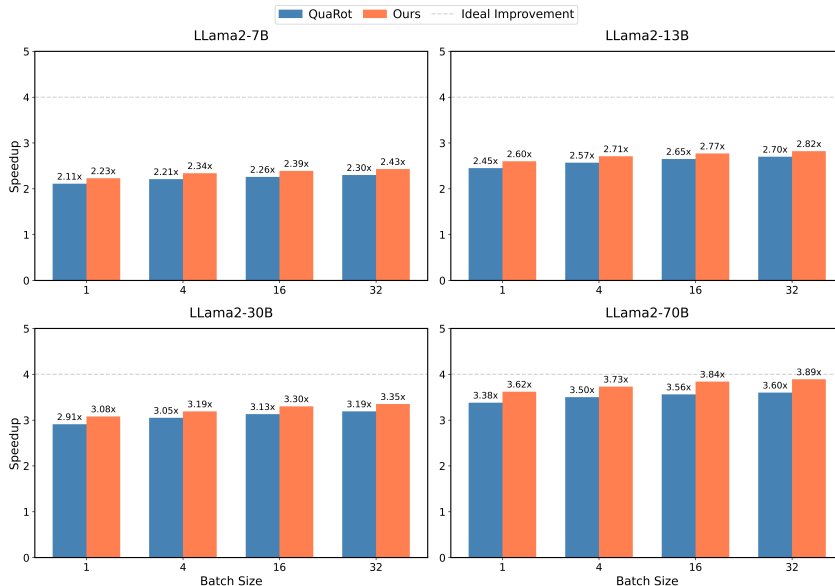 QuaRot Ours Ideal Improvement
LLama2-7B
Speedup
5
4
3
2
1
0
2.11x 2.23x 2.21x 2.34x 2.26x 2.39x 2.30x 2.43x
1 4 16 32
LLama2-13B
5
4
3
2
1
0
2.45x 2.60x 2.57x 2.71x 2.65x 2.77x 2.70x 2.82x
1 4 16 32
LLama2-30B
Speedup
5
4
3
2
1
0
2.91x 3.08x 3.05x 3.19x 3.13x 3.30x 3.19x 3.35x
1 4 16 32
Batch Size
LLama2-70B
5
4
3
2
1
0
3.38x 3.62x 3.50x 3.73x 3.56x 3.84x 3.60x 3.89x
1 4 16 32
Batch Size